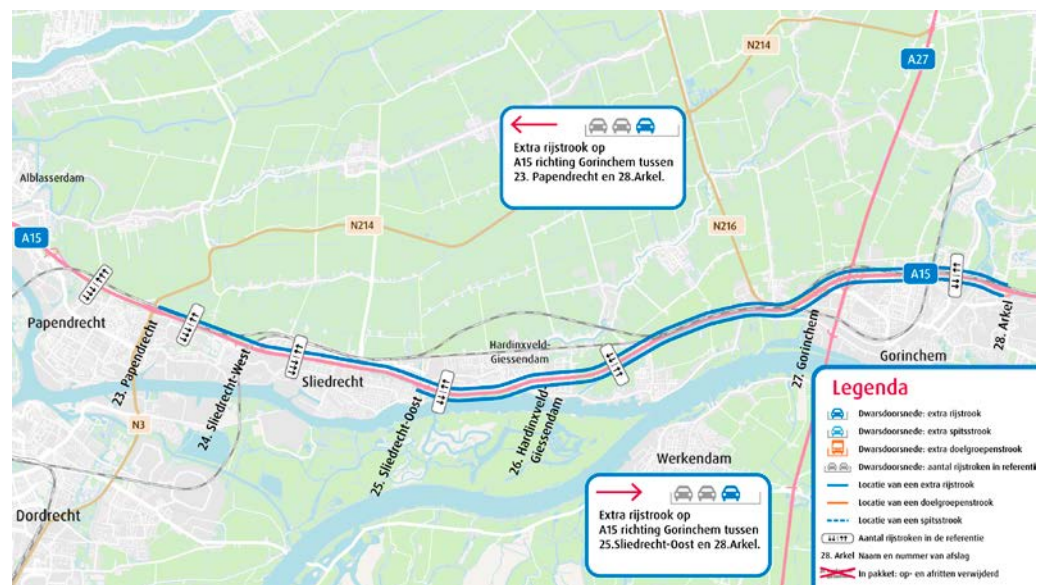 N214
A27
Extra rijstrook op
A15 richting Gorinchem tussen
23. Papendrecht en 28.Arkel.
Alblasserdam
A15
N214
N216
Papendrecht
23. Papendrecht
24. Sliedrecht-West
Sliedrecht
25. Sliedrecht-Oost
Hardinxveld-
Giessendam
26. Hardinxveld-
Giessendam
27. Gorinchem
A15
Gorinchem
28. Arkel
N3
Dordrecht
Werkendam
Extra rijstrook op
A15 richting Gorinchem tussen
25.Sliedrecht-Oost en 28.Arkel.
Legenda
Dwarsdoorsnede: extra rijstrook
Dwarsdoorsnede: extra spitsstrook
Dwarsdoorsnede: extra doelgroepenstrook
Dwarsdoorsnede: aantal rijstroken in referenti
Locatie van een extra rijstrook
Locatie van een doelgroepenstrook
Locatie van een spitsstrook
Aantal rijstroken in de referentie
28. Arkel Naam en nummer van afslag
In pakket: op- en afritten verwijderd